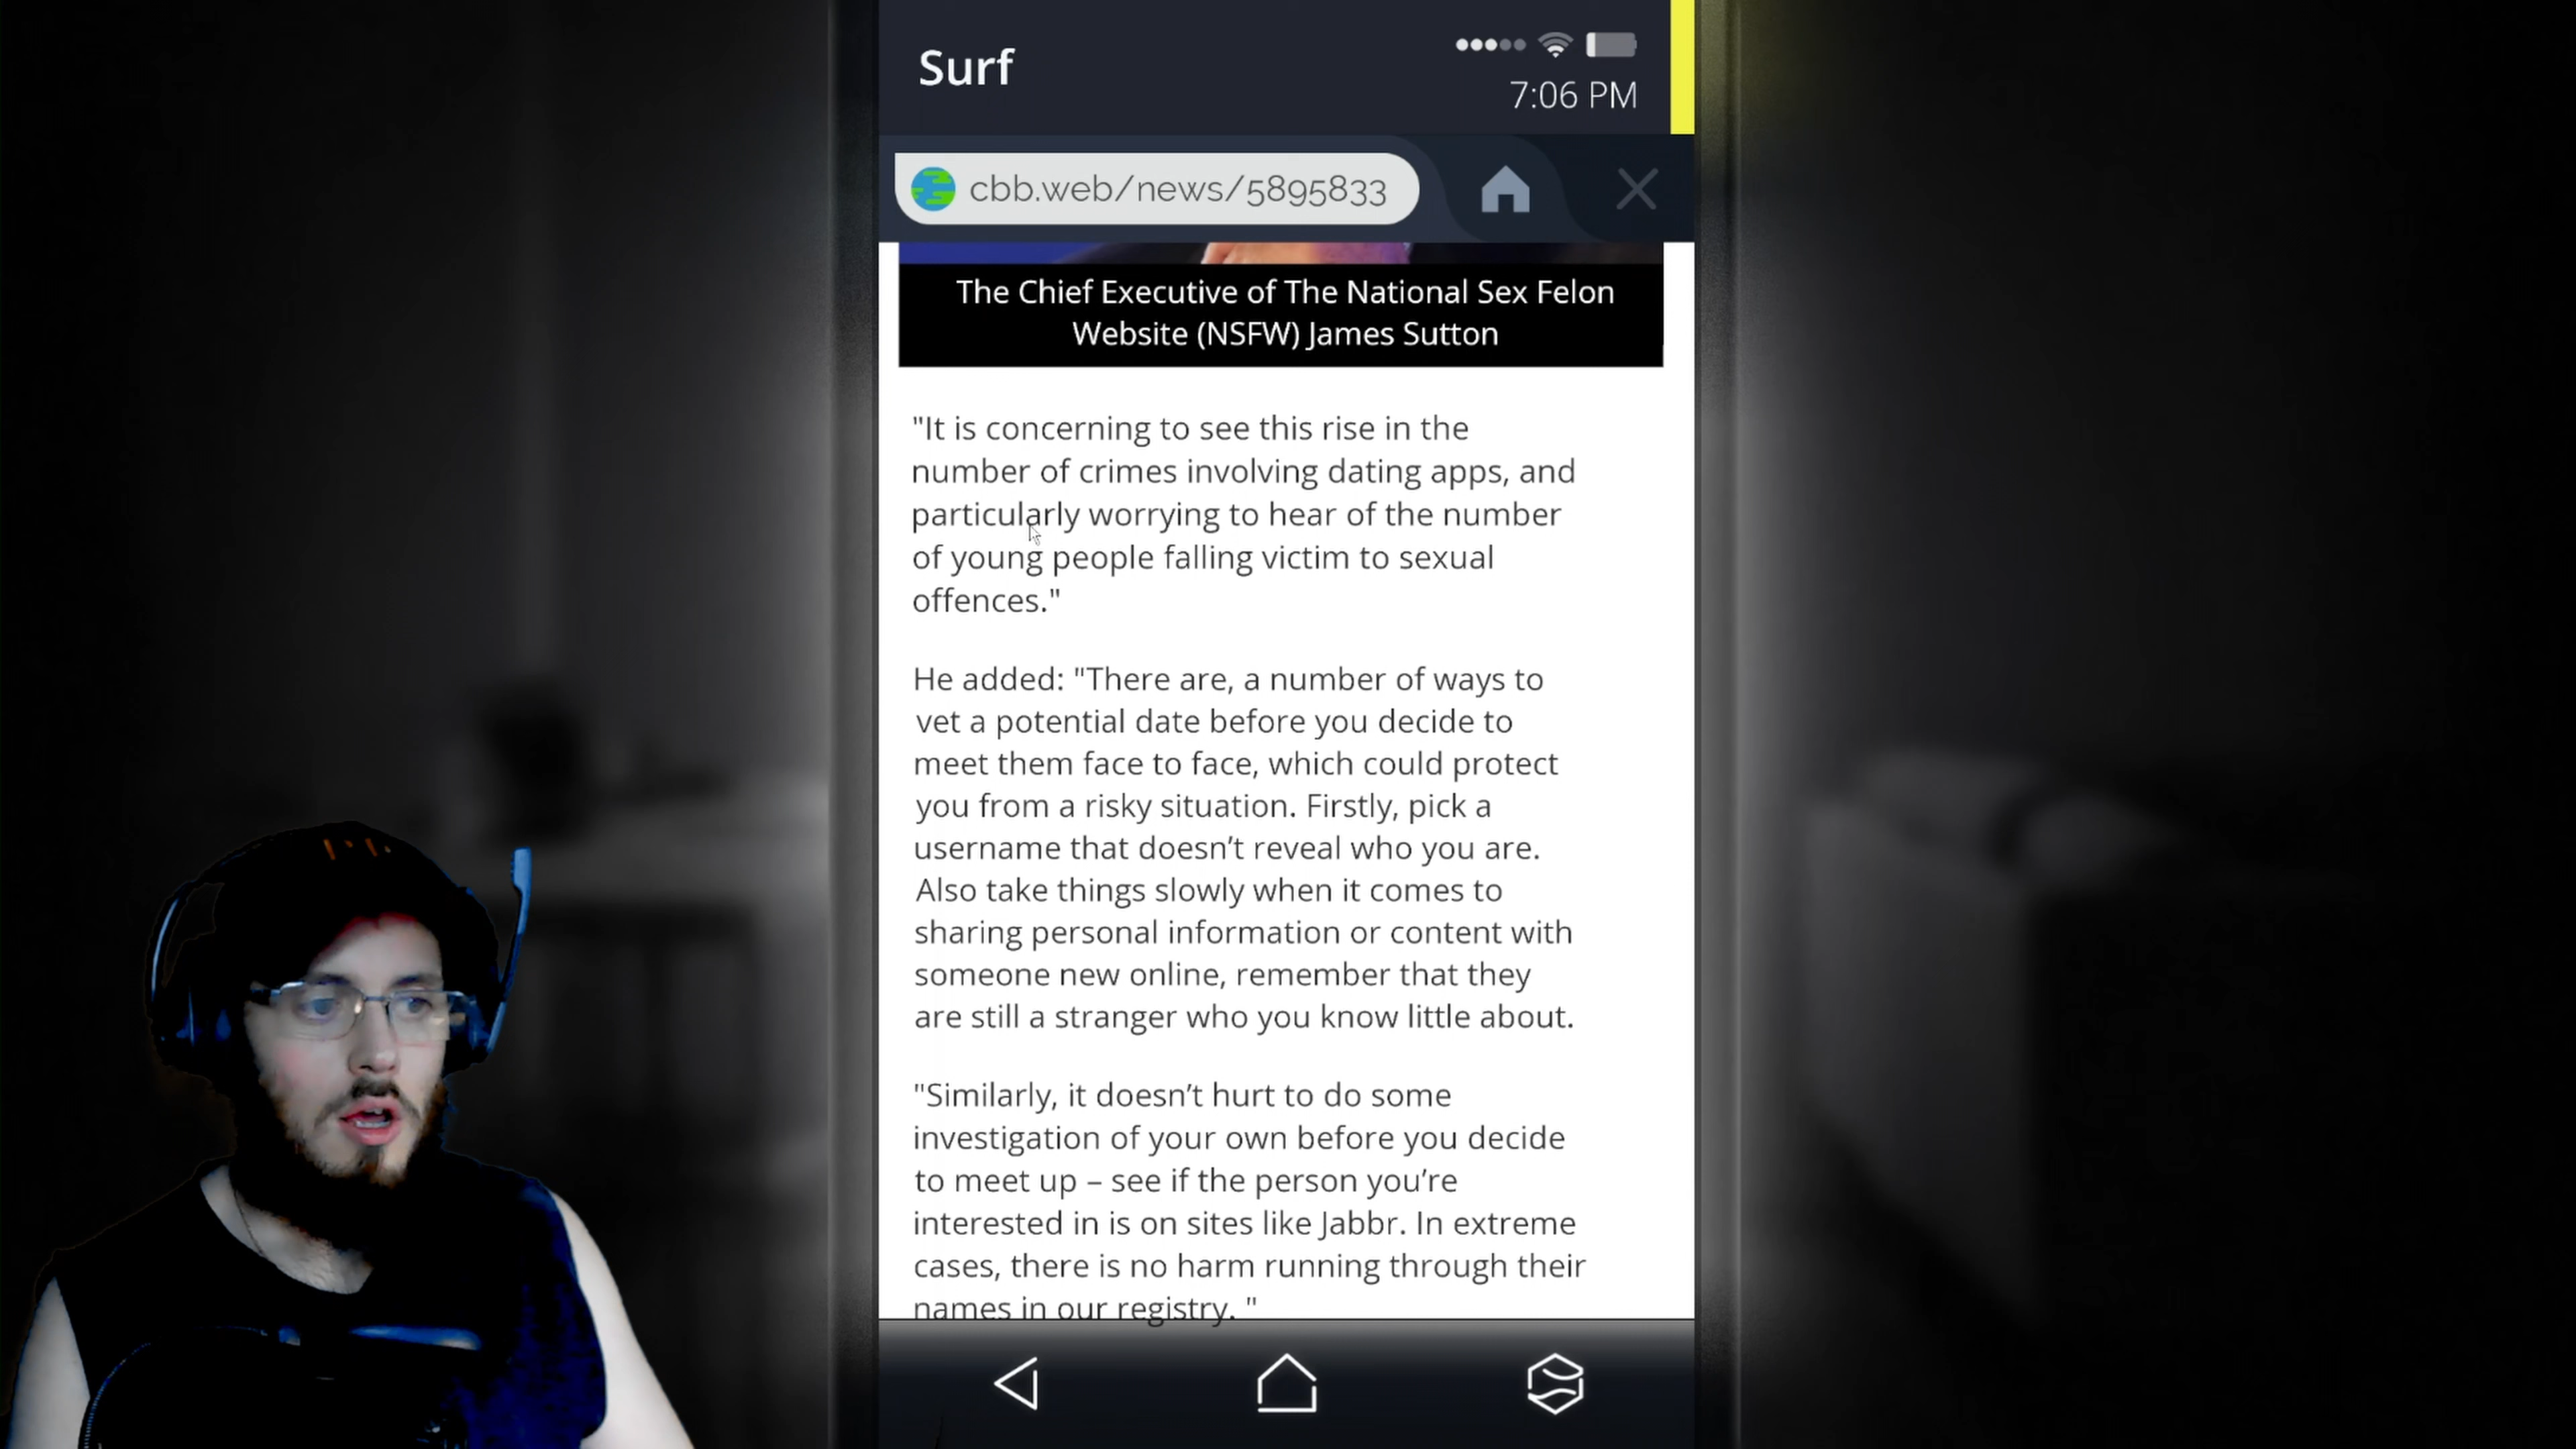 Surf
7:06 PM
cbb.web/news/5895833
The Chief Executive of The National Sex Felon
Website (NSFW) James Sutton
"It is concerning to see this rise in the
number of crimes involving dating apps, and
particularly worrying to hear of the number
of young people falling victim to sexual
offences."
He added: "There are, a number of ways to
vet a potential date before you decide to
meet them face to face, which could protect
you from a risky situation. Firstly, pick a
username that doesn’t reveal who you are.
Also take things slowly when it comes to
sharing personal information or content with
someone new online, remember that they
are still a stranger who you know little about.
"Similarly, it doesn’t hurt to do some
investigation of your own before you decide
to meet up – see if the person you’re
interested in is on sites like Jabbr. In extreme
cases, there is no harm running through their
names in our registry. "